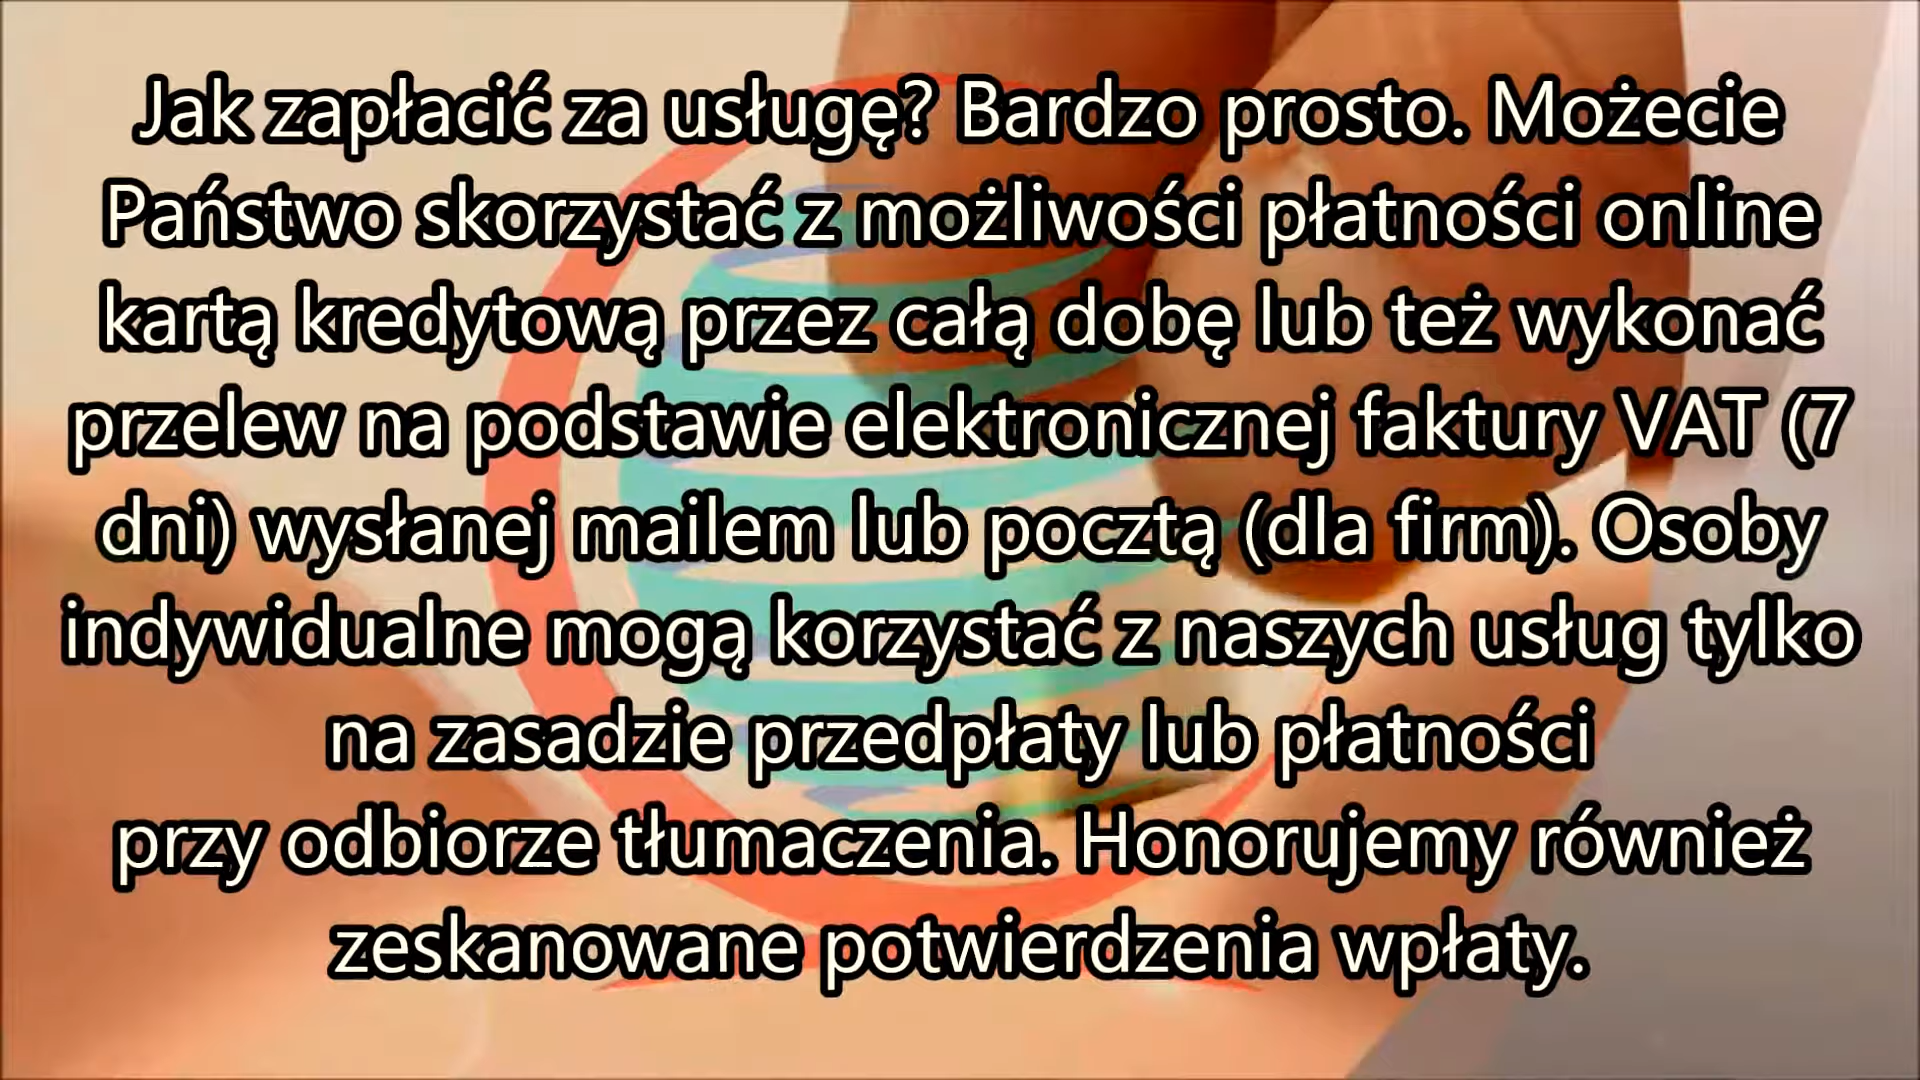 Jak zapłacić za usługę? Bardzo prosto. Możecie
Państwo skorzystać z możliwości płatności online
kartą kredytową przez całą dobę lub też wykonać
przelew na podstawie elektronicznej faktury VAT (7
dni) wysłanej mailem lub pocztą (dla firm). Osoby
indywidualne mogą korzystać z naszych usług tylko
na zasadzie przedpłaty lub płatności
przy odbiorze tłumaczenia. Honorujemy również
zeskanowane potwierdzenia wpłaty.